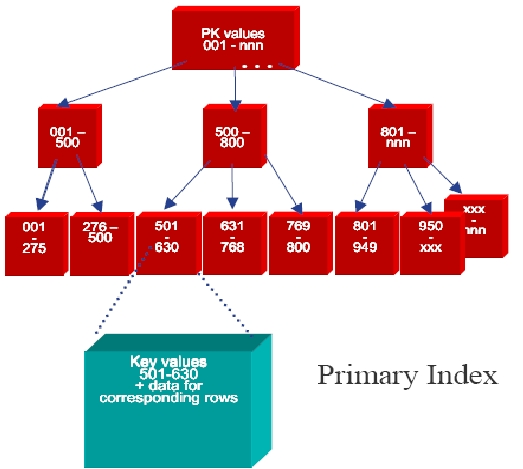 PK values
001 - nnn
. . .
001 –
500
500 -
800
801 –
nnn
001
-
275
276 –
500
501
-
630
631
-
768
769
-
800
801
-
949
950
-
xxx
xxx
-
nnn
Key values
501-630
+ data for
corresponding rows
Primary Index